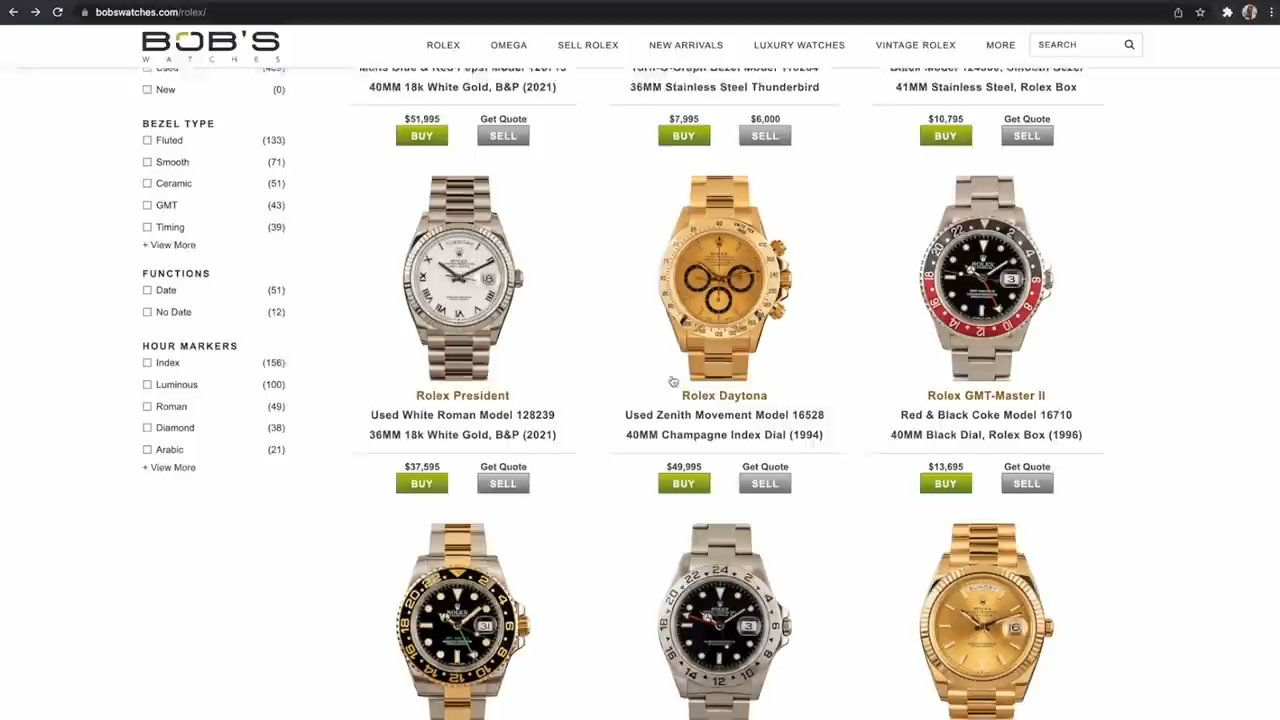 bobswatches.com/rolex/
BOB'S
WATCHES
ROLEX
OMEGA
SELL ROLEX
NEW ARRIVALS
LUXURY WATCHES
VINTAGE ROLEX
MORE
SEARCH
New (0)
BEZEL TYPE
Fluted (133)
Smooth (71)
Ceramic (51)
GMT (43)
Timing (39)
+ View More
FUNCTIONS
Date (51)
No Date (12)
HOUR MARKERS
Index (156)
Luminous (100)
Roman (49)
Diamond (38)
Arabic (21)
+ View More
40MM 18k White Gold, B&P (2021)
$51,995 Get Quote
BUY SELL
36MM Stainless Steel Thunderbird
$7,995 $6,000
BUY SELL
41MM Stainless Steel, Rolex Box
$10,795 Get Quote
BUY SELL
Rolex President
Used White Roman Model 128239
36MM 18k White Gold, B&P (2021)
$37,595 Get Quote
BUY SELL
Rolex Daytona
Used Zenith Movement Model 16528
40MM Champagne Index Dial (1994)
$49,995 Get Quote
BUY SELL
Rolex GMT-Master II
Red & Black Coke Model 16710
40MM Black Dial, Rolex Box (1996)
$13,695 Get Quote
BUY SELL